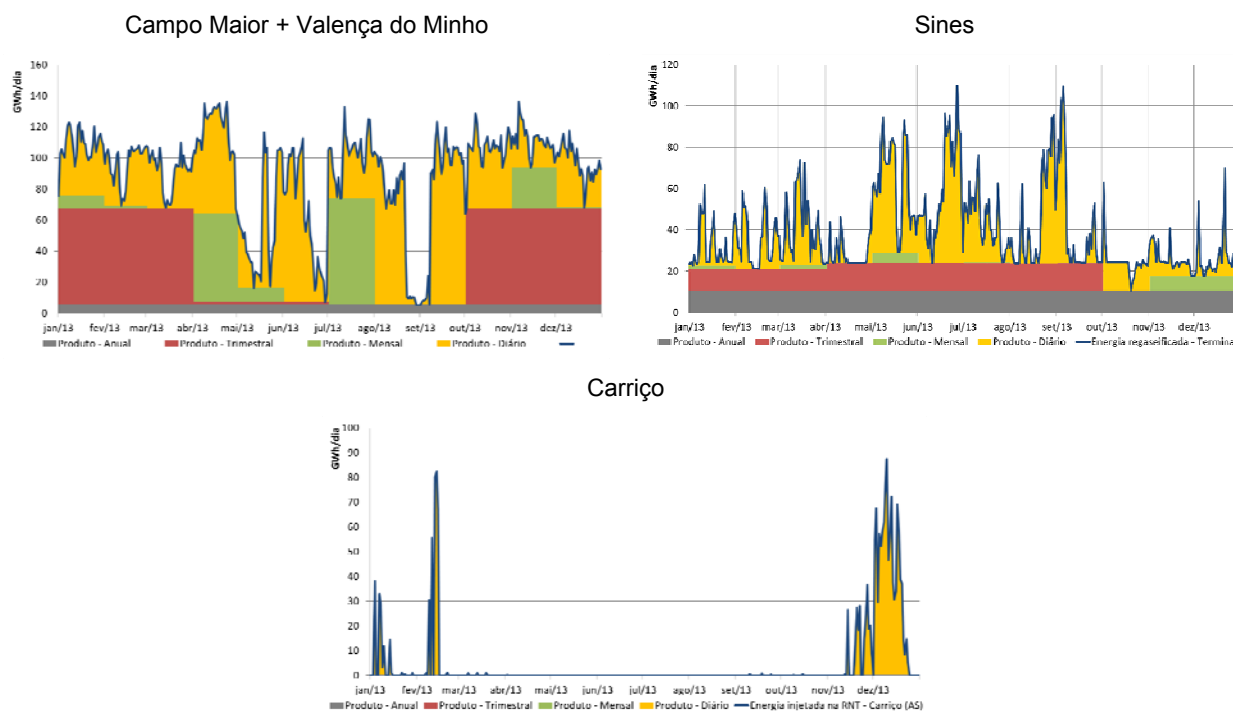 Campo Maior + Valença do Minho
Sines
GWh/dia
160
140
120
100
80
60
40
20
0
jan/13 fev/13 mar/13 abr/13 mai/13 jun/13 jul/13 ago/13 set/13 out/13 nov/13 dez/13
Produto - Anual Produto - Trimestral Produto - Mensal Produto - Diário
GWh/dia
120
100
80
60
40
20
0
jan/13 fev/13 mar/13 abr/13 mai/13 jun/13 jul/13 ago/13 set/13 out/13 nov/13 dez/13
Produto - Anual Produto - Trimestral Produto - Mensal Produto - Diário Energia regaseificada - Termina
Carriço
GWh/dia
100
90
80
70
60
50
40
30
20
10
0
jan/13 fev/13 mar/13 abr/13 mai/13 jun/13 jul/13 ago/13 set/13 out/13 nov/13 dez/13
Produto - Anual Produto - Trimestral Produto - Mensal Produto - Diário Energia injetada na RNT - Carriço (AS)